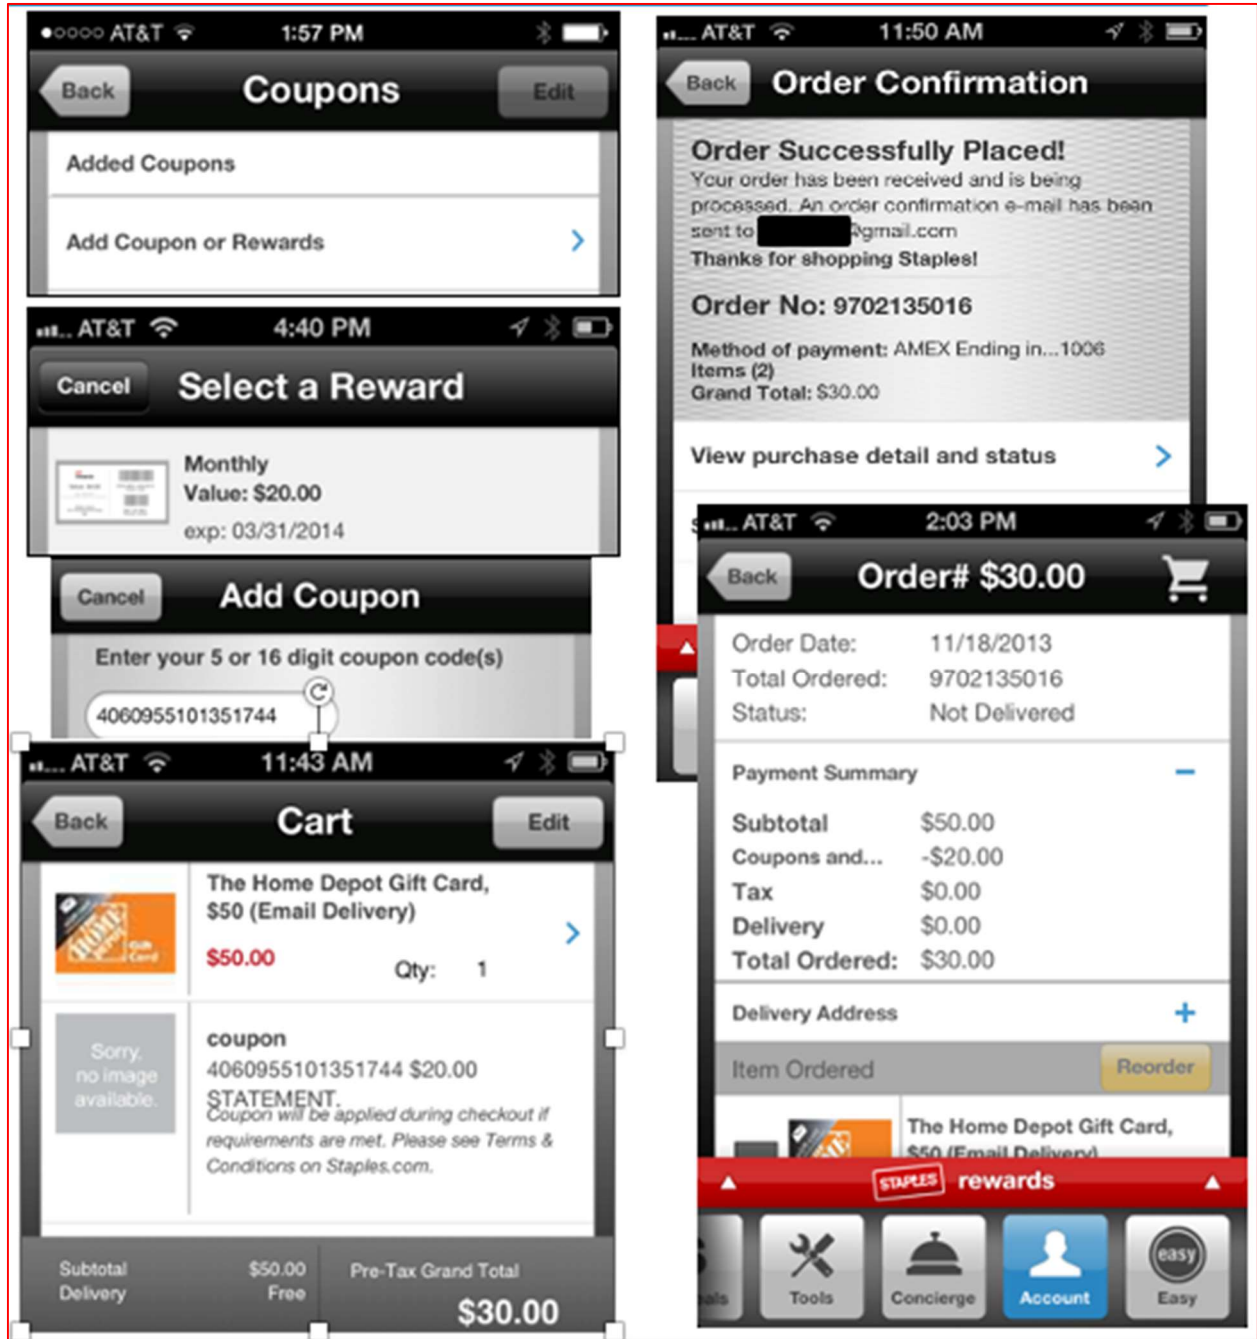 AT&T 1:57 PM
Back Coupons Edit
Added Coupons
Add Coupon or Rewards
AT&T 4:40 PM
Cancel Select a Reward
Monthly
Value: $20.00
exp: 03/31/2014
Cancel Add Coupon
Enter your 5 or 16 digit coupon code(s)
4060955101351744
AT&T 11:43 AM
Back Cart Edit
The Home Depot Gift Card,
$50 (Email Delivery)
$50.00
Qty: 1
THE HOME DEPOT
Gift
Card
Sorry,
no image
available.
coupon
4060955101351744 $20.00
STATEMENT.
Coupon will be applied during checkout if
requirements are met. Please see Terms &
Conditions on Staples.com.
Subtotal $50.00 Pre-Tax Grand Total
Delivery Free $30.00
AT&T 11:50 AM
Back Order Confirmation
Order Successfully Placed!
Your order has been received and is being
processed. An order confirmation e-mail has been
sent to @gmail.com
Thanks for shopping Staples!
Order No: 9702135016
Method of payment: AMEX Ending in...1006
Items (2)
Grand Total: $30.00
View purchase detail and status
AT&T 2:03 PM
Back Order# $30.00
Order Date: 11/18/2013
Total Ordered: 9702135016
Status: Not Delivered
Payment Summary
Subtotal $50.00
Coupons and... -$20.00
Tax $0.00
Delivery $0.00
Total Ordered: $30.00
Delivery Address
Item Ordered Reorder
The Home Depot Gift Card,
$50 (Email Delivery)
STAPLES rewards
Tools Concierge Account easy Easy